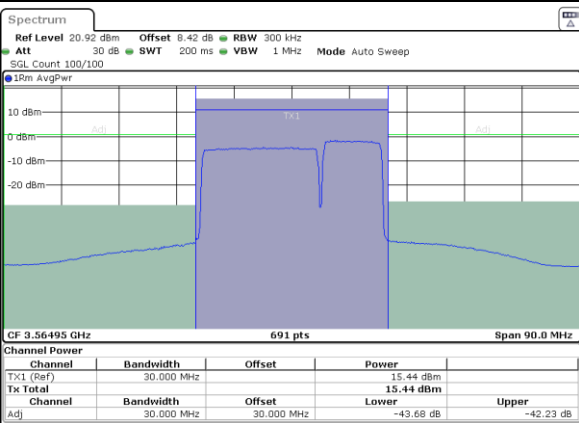 Spectrum
Ref Level 20.92 dBm Offset 8.42 dB RBW 300 kHz
Att 30 dB SWT 200 ms VBW 1 MHz Mode Auto Sweep
SGL Count 100/100
1Rm AvgPwr
10 dBm
TX1
0 dBm
Adj
Adj
-10 dBm
-20 dBm
CF 3.56495 GHz 691 pts Span 90.0 MHz
Channel Power
Channel Bandwidth Offset Power
TX1 (Ref) 30.000 MHz 15.44 dBm
Tx Total 15.44 dBm
Channel Bandwidth Offset Lower Upper
Adj 30.000 MHz 30.000 MHz -43.68 dB -42.23 dB